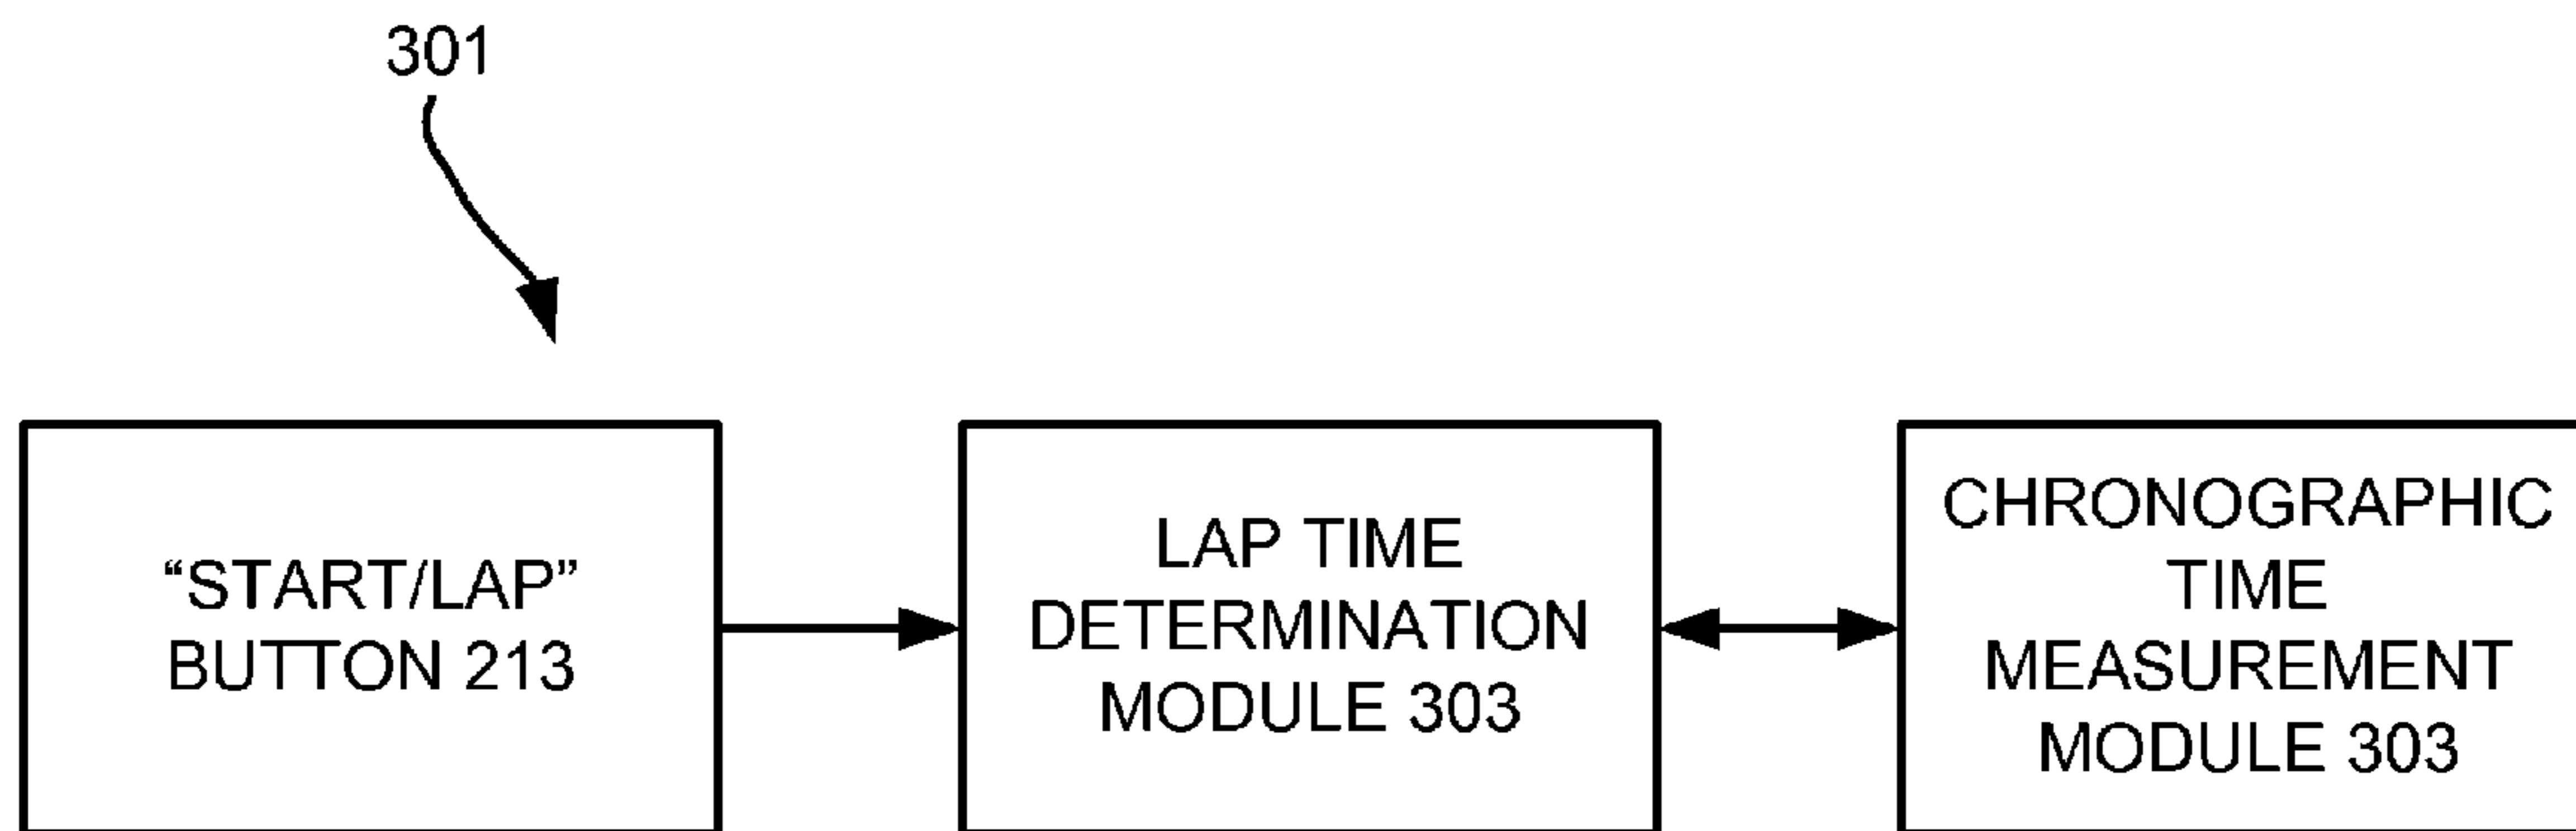 301
“START/LAP”
BUTTON 213
LAP TIME
DETERMINATION
MODULE 303
CHRONOGRAPHIC
TIME
MEASUREMENT
MODULE 303